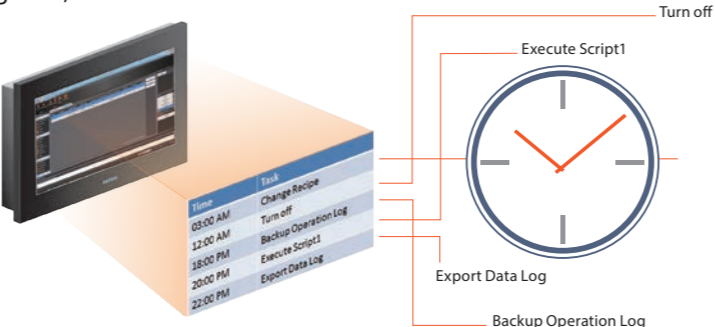 Turn off
Execute Script1
Time Task
03:00 AM Change Recipe
12:00 AM Turn off
18:00 PM Backup Operation Log
20:00 PM Execute Script1
22:00 PM Export Data Log
Export Data Log
Backup Operation Log